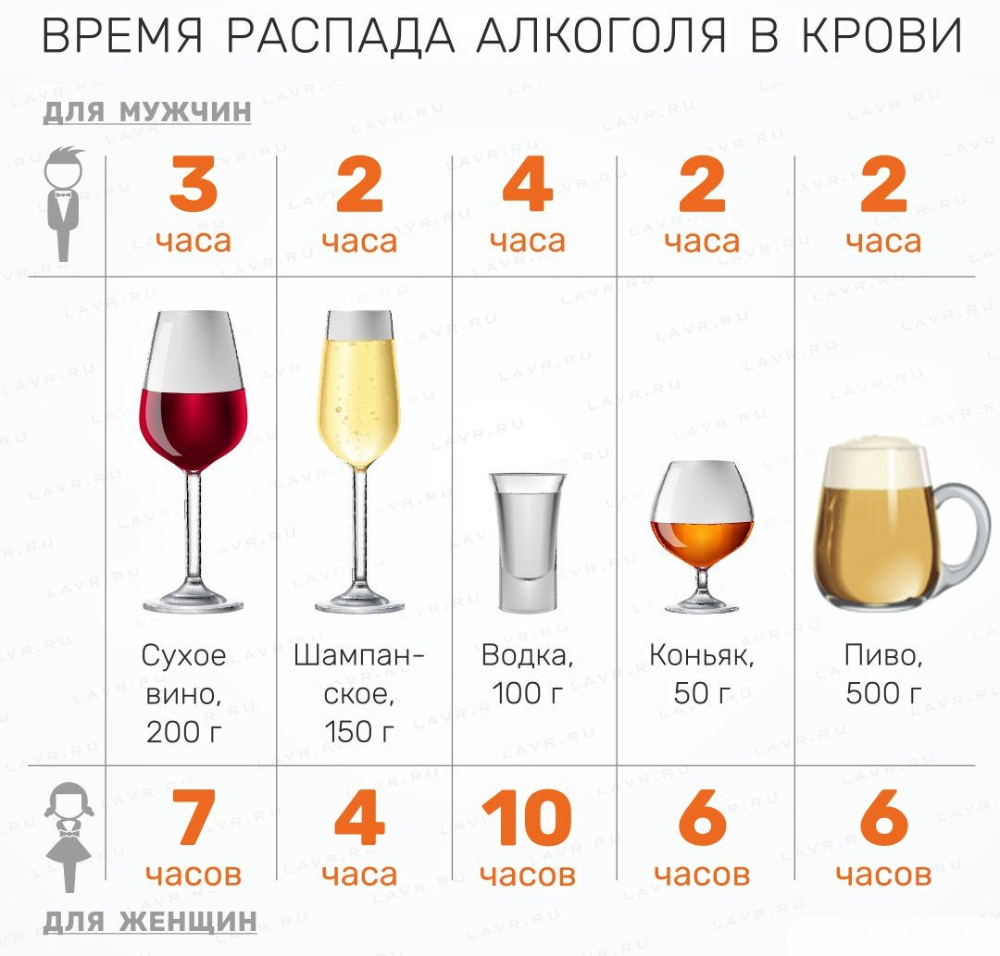 ВРЕМЯ РАСПАДА АЛКОГОЛЯ В КРОВИ
ДЛЯ МУЖЧИН
3 2 4 2 2
часа часа часа часа часа
Сухое
вино,
200 г
Шампан-
ское,
150 г
Водка,
100 г
Коньяк,
50 г
Пиво,
500 г
7 4 10 6 6
часов часа часов часов часов
ДЛЯ ЖЕНЩИН
LAVR.RU